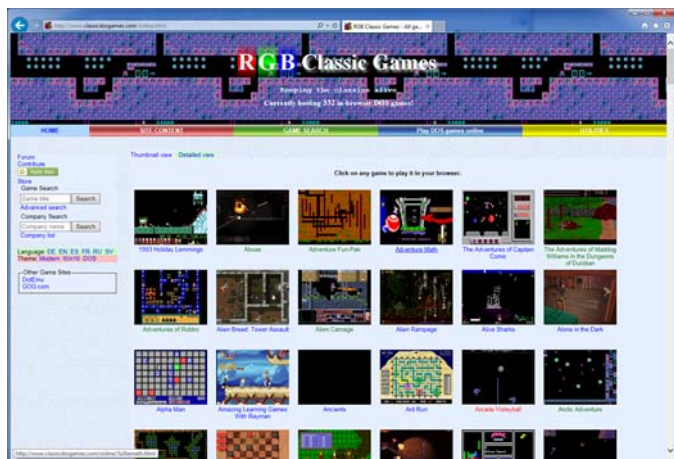 http://www.classicdosgames.com/online.html
RGB Classic Games - All ga...
RGB Classic Games
Keeping the classics alive
Currently hosting 332 in-browser DOS games!
HOME
SITE CONTENT
GAME SEARCH
Play DOS games online
UTILITIES
Forum
Contribute
Store
Game Search
Game title
Search
Advanced search
Company Search
Company name
Search
Company list
Language: DE EN ES FR RU SV
Theme: Modern Win16 DOS
Other Game Sites
DotEmu
GOG.com
Thumbnail view Detailed view
Click on any game to play it in your browser.
1993 Holiday Lemmings
Abuse
Adventure Fun-Pak
Adventure Math
The Adventures of Captain Comic
The Adventures of Maddog Williams in the Dungeons of Duridian
Adventures of Robbo
Alien Breed: Tower Assault
Alien Carnage
Alien Rampage
Alive Sharks
Alone in the Dark
Alpha Man
Amazing Learning Games With Rayman
Ancients
Ant Run
Arcade Volleyball
Arctic Adventure